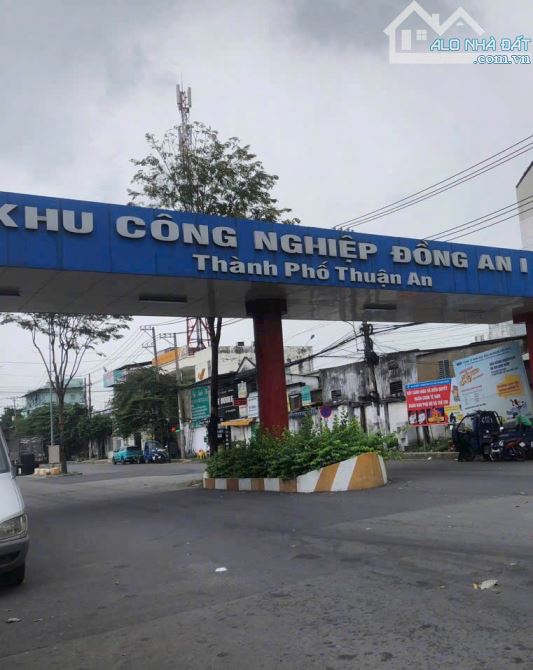 ALO NHÀ ĐẤT
.com.vn
KHU CÔNG NGHIỆP ĐỒNG AN I
Thành Phố Thuận An